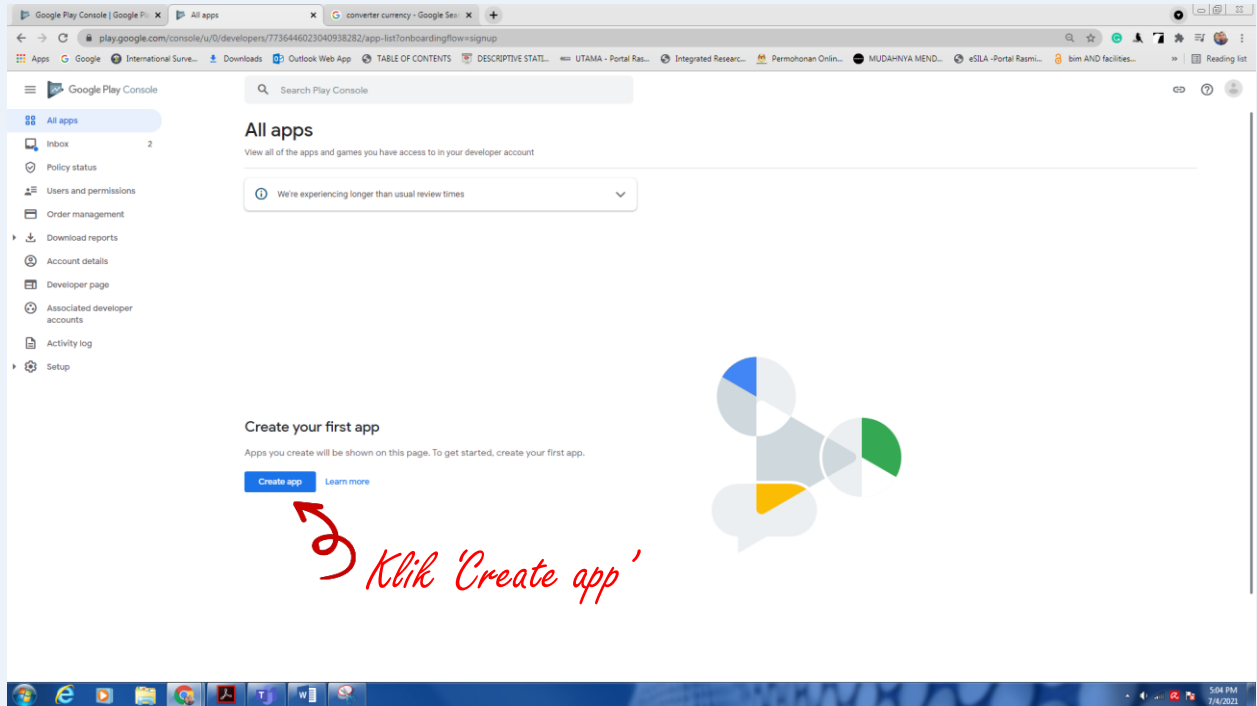 Google Play Console | Google Pl
All apps
converter currency - Google Sea
play.google.com/console/u/0/developers/7736446023040938282/app-list?onboardingflow=signup
Apps
Google
International Surve...
Downloads
Outlook Web App
TABLE OF CONTENTS
DESCRIPTIVE STATI...
UTAMA - Portal Ras...
Integrated Researc...
Permohonan Onlin...
MUDAHNYA MEND...
eSILA -Portal Rasmi...
bim AND facilities...
»
Reading list
Google Play Console
Search Play Console
All apps
Inbox 2
Policy status
Users and permissions
Order management
Download reports
Account details
Developer page
Associated developer
accounts
Activity log
Setup
All apps
View all of the apps and games you have access to in your developer account
We're experiencing longer than usual review times
Create your first app
Apps you create will be shown on this page. To get started, create your first app.
Create app
Learn more
Klik 'Create app'
5:04 PM
7/4/2021